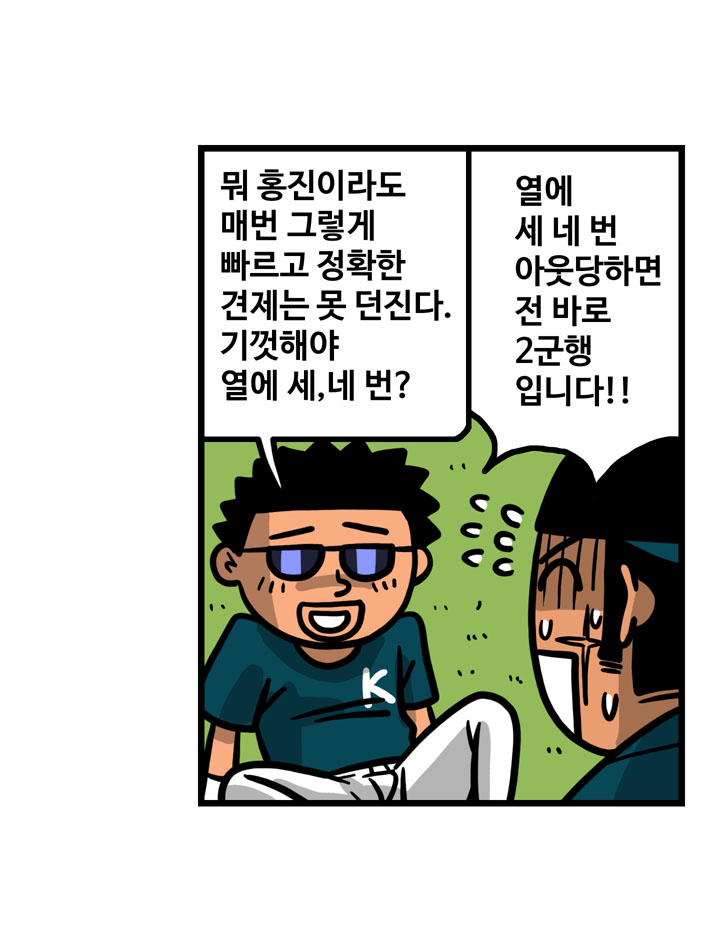 뭐 홍진이라도
매번 그렇게
빠르고 정확한
견제는 못 던진다.
기껏해야
열에 세,네 번?
열에
세 네 번
아웃당하면
전 바로
2군행
입니다!!
K